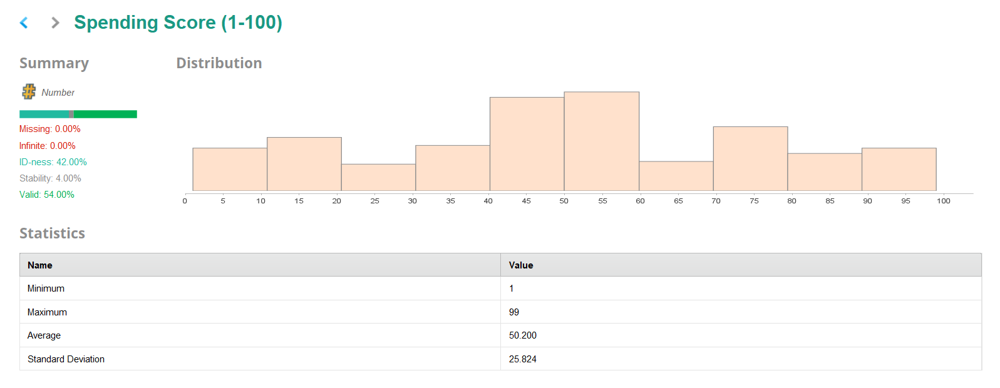 Spending Score (1-100)
Summary
Distribution
Number
Missing: 0.00%
Infinite: 0.00%
ID-ness: 42.00%
Stability: 4.00%
Valid: 54.00%
0 5 10 15 20 25 30 35 40 45 50 55 60 65 70 75 80 85 90 95 100
Statistics
Name Value
Minimum 1
Maximum 99
Average 50.200
Standard Deviation 25.824